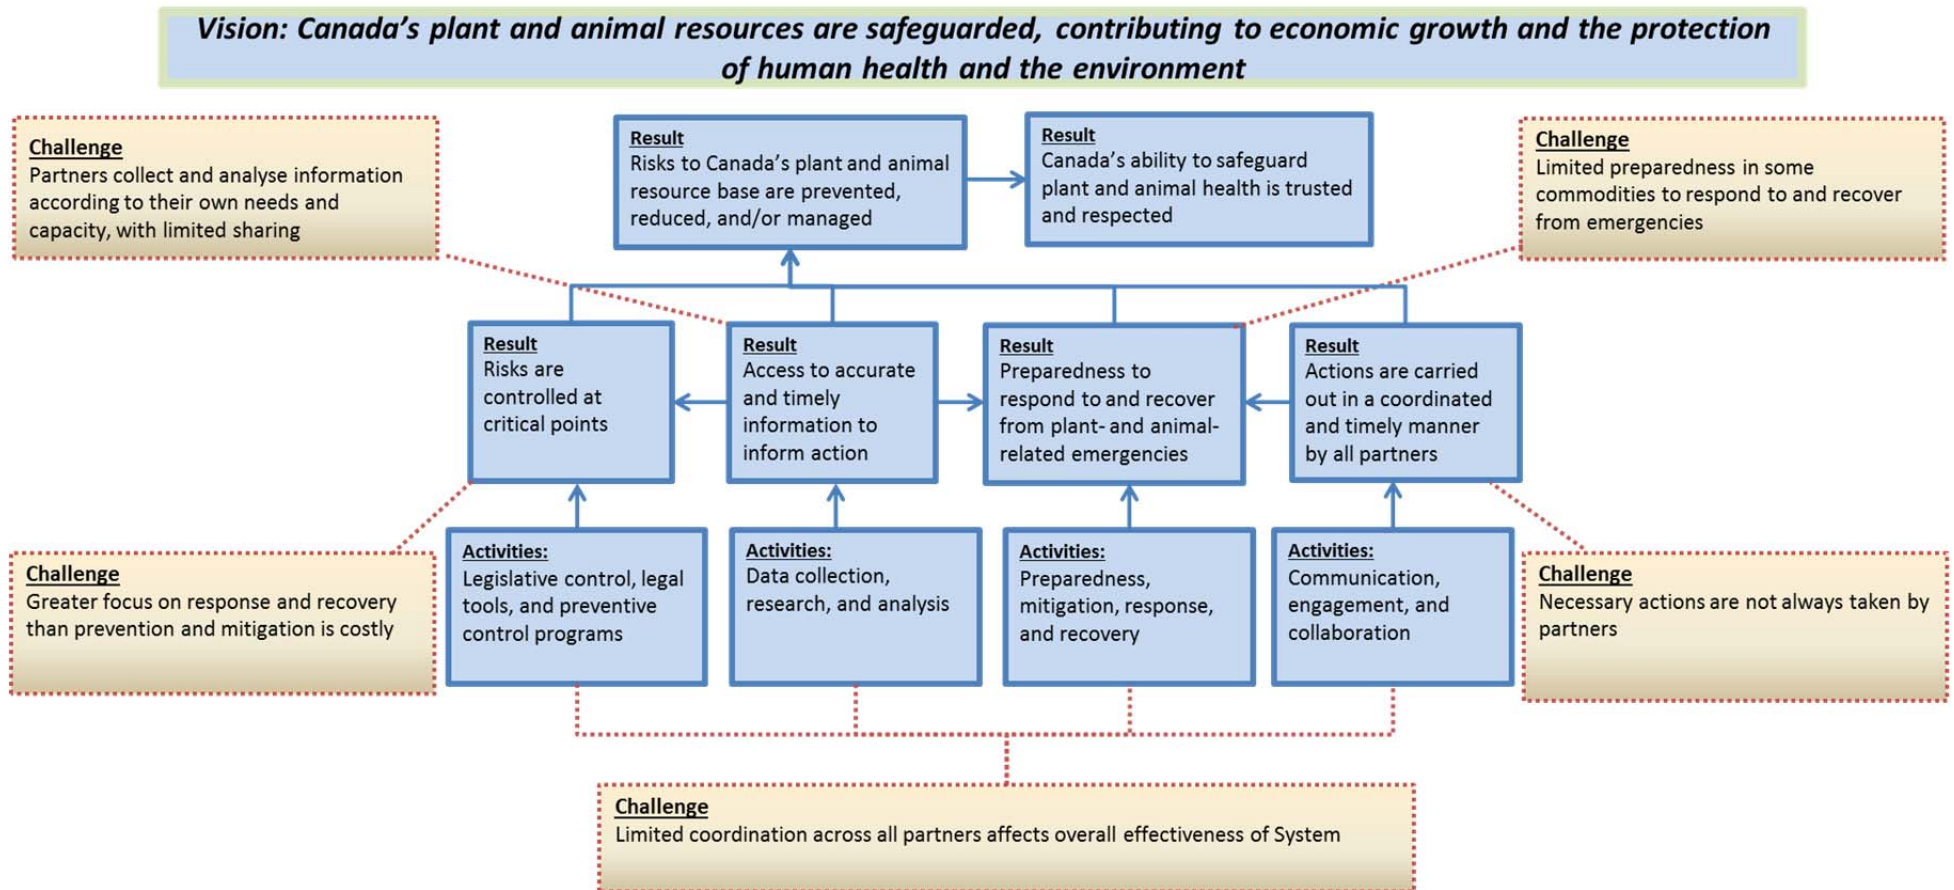 Vision: Canada's plant and animal resources are safeguarded, contributing to economic growth and the protection
of human health and the environment
Challenge
Partners collect and analyse information
according to their own needs and
capacity, with limited sharing
Result
Risks to Canada's plant and animal
resource base are prevented,
reduced, and/or managed
Result
Canada's ability to safeguard
plant and animal health is trusted
and respected
Challenge
Limited preparedness in some
commodities to respond to and recover
from emergencies
Result
Risks are
controlled at
critical points
Result
Access to accurate
and timely
information to
inform action
Result
Preparedness to
respond to and recover
from plant- and animal-
related emergencies
Result
Actions are carried
out in a coordinated
and timely manner
by all partners
Challenge
Greater focus on response and recovery
than prevention and mitigation is costly
Activities:
Legislative control, legal
tools, and preventive
control programs
Activities:
Data collection,
research, and analysis
Activities:
Preparedness,
mitigation, response,
and recovery
Activities:
Communication,
engagement, and
collaboration
Challenge
Necessary actions are not always taken by
partners
Challenge
Limited coordination across all partners affects overall effectiveness of System